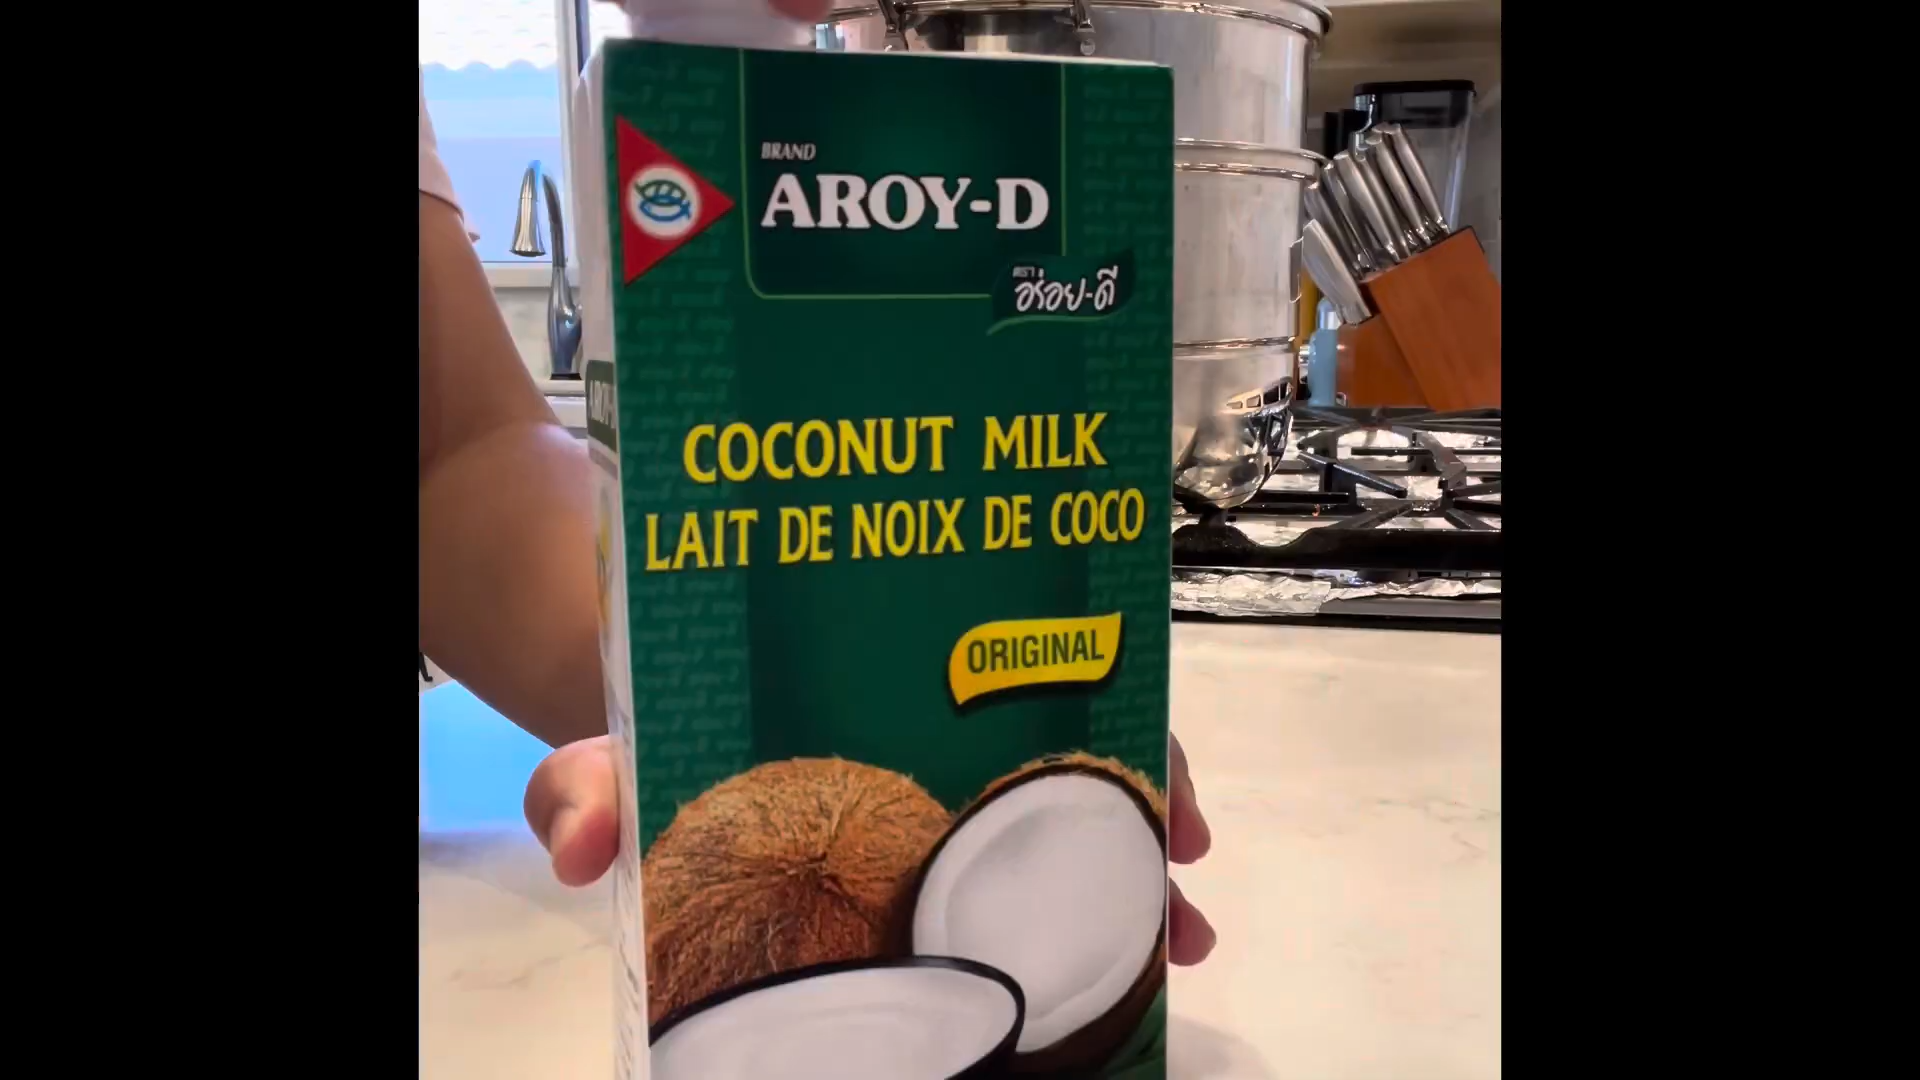 BRAND
AROY-D
ตรา
อร่อย-ดี
COCONUT MILK
LAIT DE NOIX DE COCO
ORIGINAL